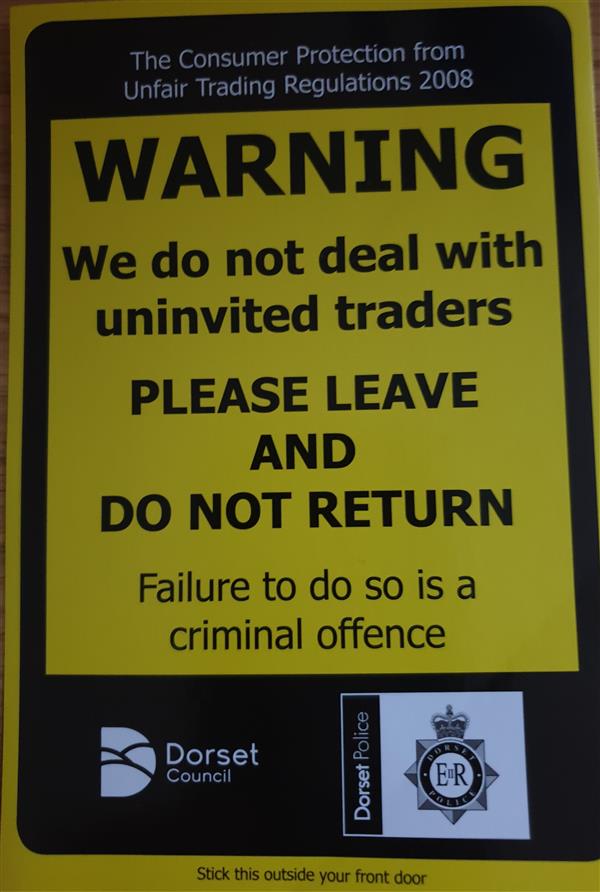 The Consumer Protection from
Unfair Trading Regulations 2008
WARNING
We do not deal with
uninvited traders
PLEASE LEAVE
AND
DO NOT RETURN
Failure to do so is a
criminal offence
Dorset
Council
Dorset Police
DORSET
EIIR
POLICE
Stick this outside your front door